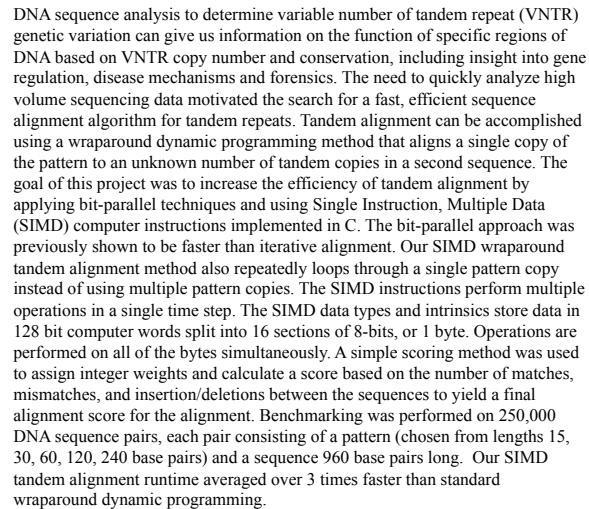 DNA sequence analysis to determine variable number of tandem repeat (VNTR)
genetic variation can give us information on the function of specific regions of
DNA based on VNTR copy number and conservation, including insight into gene
regulation, disease mechanisms and forensics. The need to quickly analyze high
volume sequencing data motivated the search for a fast, efficient sequence
alignment algorithm for tandem repeats. Tandem alignment can be accomplished
using a wraparound dynamic programming method that aligns a single copy of
the pattern to an unknown number of tandem copies in a second sequence. The
goal of this project was to increase the efficiency of tandem alignment by
applying bit-parallel techniques and using Single Instruction, Multiple Data
(SIMD) computer instructions implemented in C. The bit-parallel approach was
previously shown to be faster than iterative alignment. Our SIMD wraparound
tandem alignment method also repeatedly loops through a single pattern copy
instead of using multiple pattern copies. The SIMD instructions perform multiple
operations in a single time step. The SIMD data types and intrinsics store data in
128 bit computer words split into 16 sections of 8-bits, or 1 byte. Operations are
performed on all of the bytes simultaneously. A simple scoring method was used
to assign integer weights and calculate a score based on the number of matches,
mismatches, and insertion/deletions between the sequences to yield a final
alignment score for the alignment. Benchmarking was performed on 250,000
DNA sequence pairs, each pair consisting of a pattern (chosen from lengths 15,
30, 60, 120, 240 base pairs) and a sequence 960 base pairs long.  Our SIMD
tandem alignment runtime averaged over 3 times faster than standard
wraparound dynamic programming.